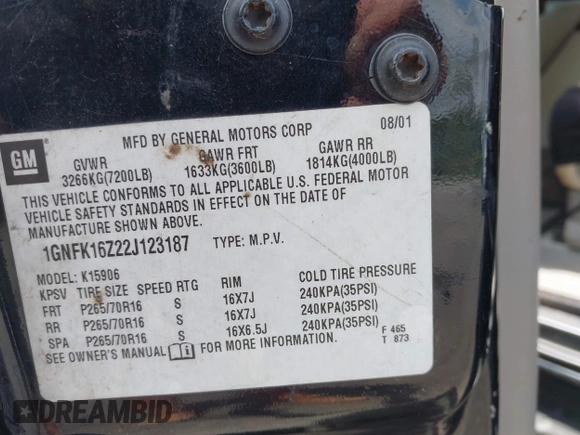 GM
MFD BY GENERAL MOTORS CORP 08/01
GVWR GAWR FRT GAWR RR
3266KG(7200LB) 1633KG(3600LB) 1814KG(4000LB)
THIS VEHICLE CONFORMS TO ALL APPLICABLE U.S. FEDERAL MOTOR
VEHICLE SAFETY STANDARDS IN EFFECT ON THE DATE OF
MANUFACTURE SHOWN ABOVE.
1GNFK16Z22J123187 TYPE: M.P.V.
MODEL: K15906
KPSV TIRE SIZE SPEED RTG RIM COLD TIRE PRESSURE
FRT P265/70R16 S 16X7J 240KPA(35PSI)
RR P265/70R16 S 16X7J 240KPA(35PSI)
SPA P265/70R16 S 16X6.5J 240KPA(35PSI)
SEE OWNER'S MANUAL FOR MORE INFORMATION.
F 465
T 873
DREAMBID